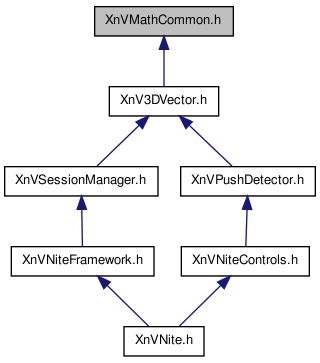 XnVMathCommon.h
XnV3DVector.h
XnVSessionManager.h
XnVPushDetector.h
XnVNiteFramework.h
XnVNiteControls.h
XnVNite.h